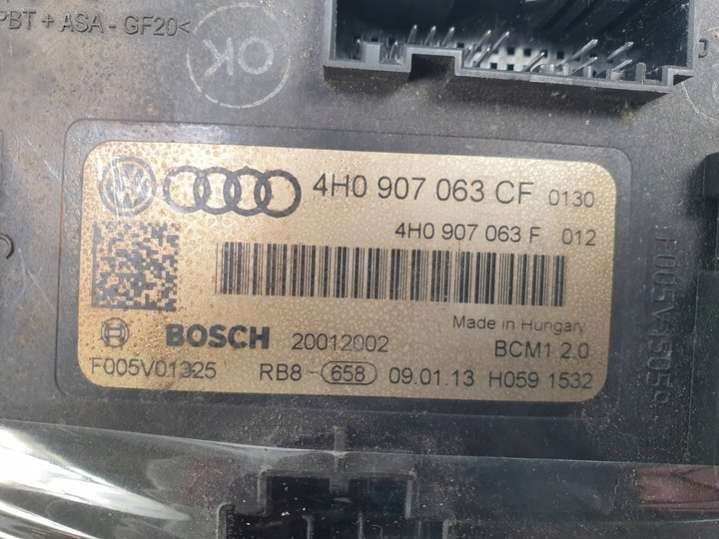 PBT + ASA - GF20<
OK
4H0 907 063 CF 0130
4H0 907 063 F 012
Made in Hungary
BOSCH 20012002 BCM1 2.0
F005V01325 RB8- 658 09.01.13 H059 1532